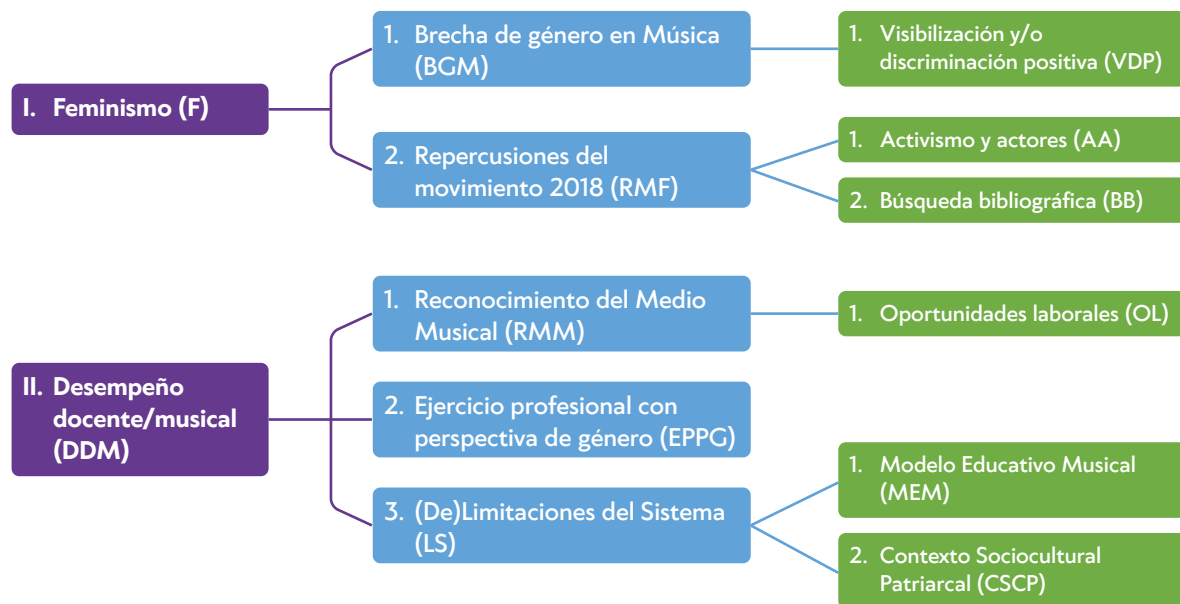 I. Feminismo (F)
1. Brecha de género en Música
(BGM)
1. Visibilización y/o
discriminación positiva (VDP)
2. Repercusiones del
movimiento 2018 (RMF)
1. Activismo y actores (AA)
2. Búsqueda bibliográfica (BB)
II. Desempeño
docente/musical
(DDM)
1. Reconocimiento del Medio
Musical (RMM)
1. Oportunidades laborales (OL)
2. Ejercicio profesional con
perspectiva de género (EPPG)
3. (De)Limitaciones del Sistema
(LS)
1. Modelo Educativo Musical
(MEM)
2. Contexto Sociocultural
Patriarcal (CSCP)